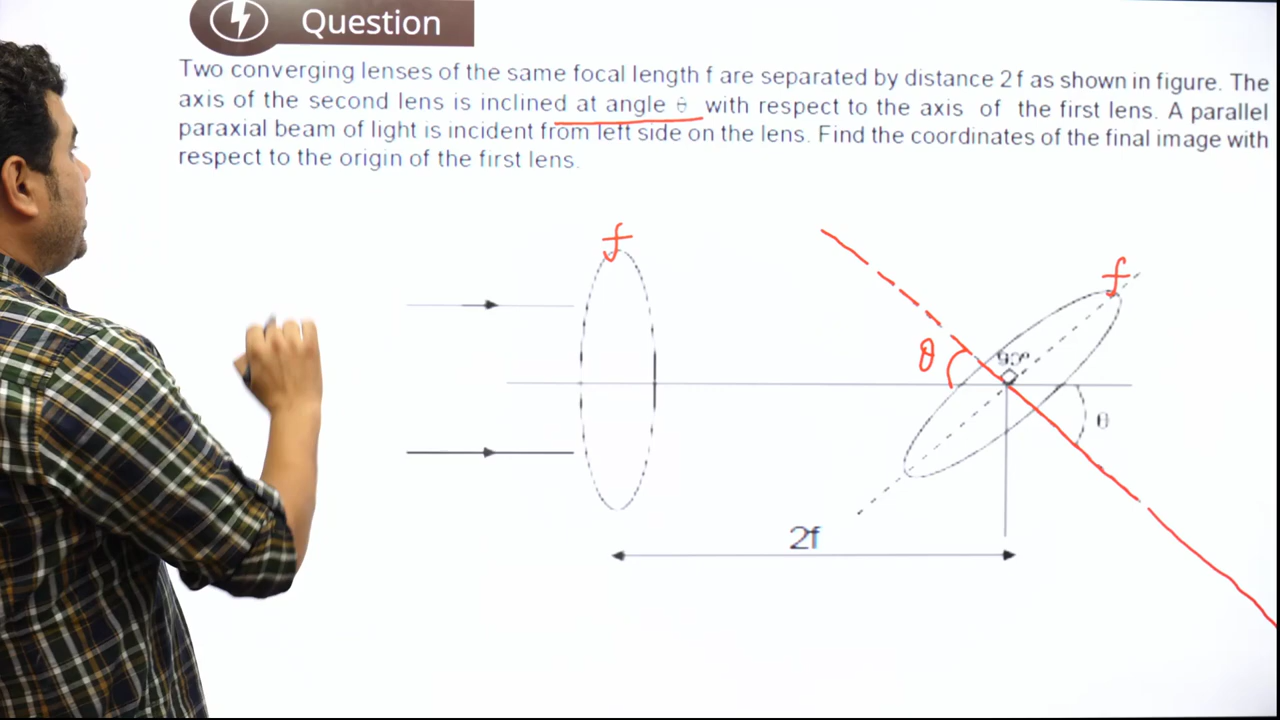 Question
Two converging lenses of the same focal length f are separated by distance 2f as shown in figure. The
axis of the second lens is inclined at angle θ with respect to the axis of the first lens. A parallel
paraxial beam of light is incident from left side on the lens. Find the coordinates of the final image with
respect to the origin of the first lens.
f
f
θ
90º
θ
2f